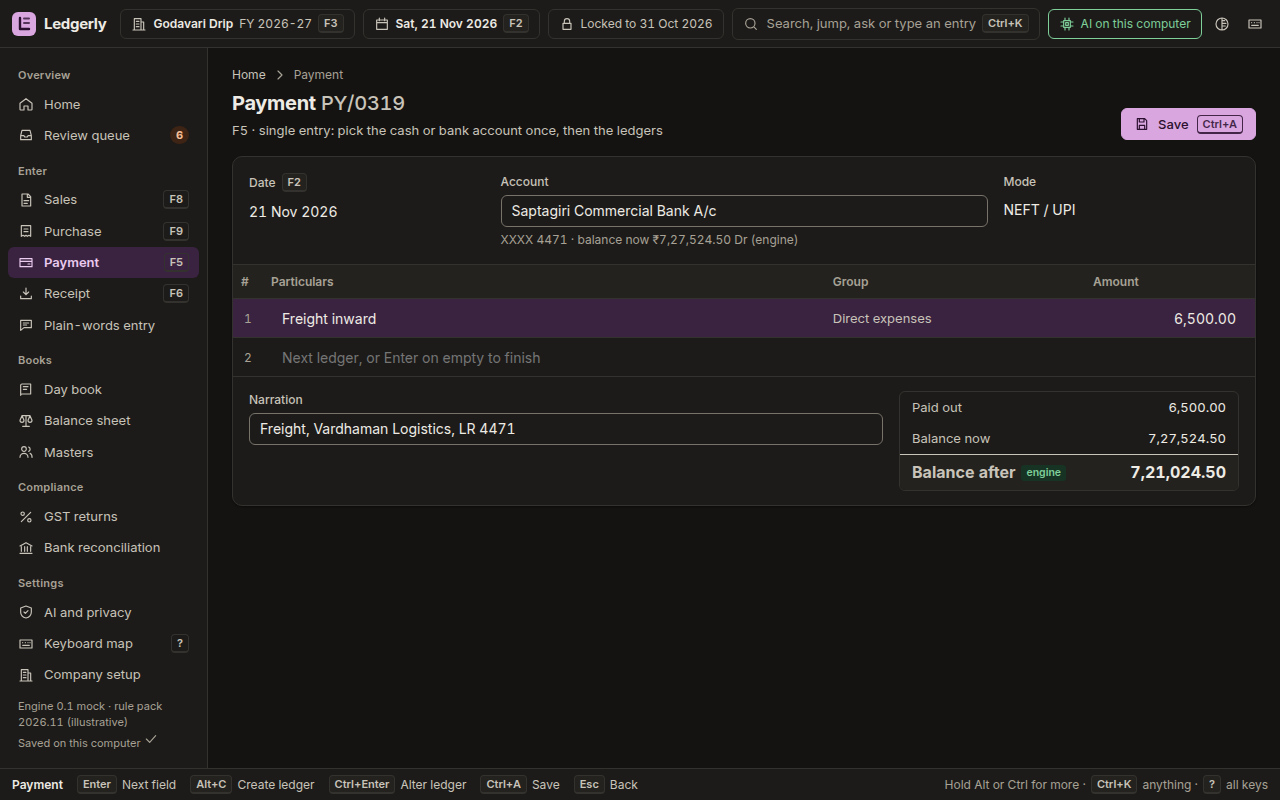 Ledgerly
Godavari Drip FY 2026-27 F3
Sat, 21 Nov 2026 F2
Locked to 31 Oct 2026
Search, jump, ask or type an entry Ctrl+K
AI on this computer
Overview
Home
Review queue 6
Enter
Sales F8
Purchase F9
Payment F5
Receipt F6
Plain-words entry
Books
Day book
Balance sheet
Masters
Compliance
GST returns
Bank reconciliation
Settings
AI and privacy
Keyboard map ?
Company setup
Engine 0.1 mock · rule pack
2026.11 (illustrative)
Saved on this computer
Home > Payment
Payment PY/0319
F5 · single entry: pick the cash or bank account once, then the ledgers
Save Ctrl+A
Date F2
21 Nov 2026
Account
Saptagiri Commercial Bank A/c
XXXX 4471 · balance now ₹7,27,524.50 Dr (engine)
Mode
NEFT / UPI
# Particulars Group Amount
1 Freight inward Direct expenses 6,500.00
2 Next ledger, or Enter on empty to finish
Narration
Freight, Vardhaman Logistics, LR 4471
Paid out 6,500.00
Balance now 7,27,524.50
Balance after engine 7,21,024.50
Payment Enter Next field Alt+C Create ledger Ctrl+Enter Alter ledger Ctrl+A Save Esc Back
Hold Alt or Ctrl for more · Ctrl+K anything · ? all keys